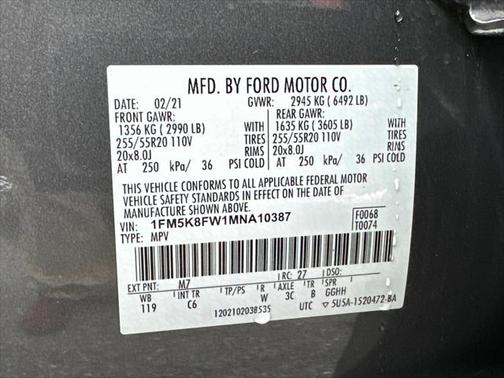 MFD. BY FORD MOTOR CO.
DATE: 02/21 GVWR: 2945 KG ( 6492 LB)
FRONT GAWR: REAR GAWR:
1356 KG ( 2990 LB) WITH 1635 KG ( 3605 LB) WITH
255/55R20 110V TIRES 255/55R20 110V TIRES
20x8.0J RIMS 20x8.0J RIMS
AT 250 kPa/ 36 PSI COLD AT 250 kPa/ 36 PSI COLD
THIS VEHICLE CONFORMS TO ALL APPLICABLE FEDERAL MOTOR
VEHICLE SAFETY STANDARDS IN EFFECT ON THE DATE OF
MANUFACTURE SHOWN ABOVE.
VIN: 1FM5K8FW1MNA10387 F0068
TYPE: MPV T0074
EXT PNT: M7 RC: 27 DSO:
WB INT TR TP/PS R AXLE TR SPR
119 C6 W 3C B GGHH
1202102038535 UTC ▽ 5U5A-1520472-BA